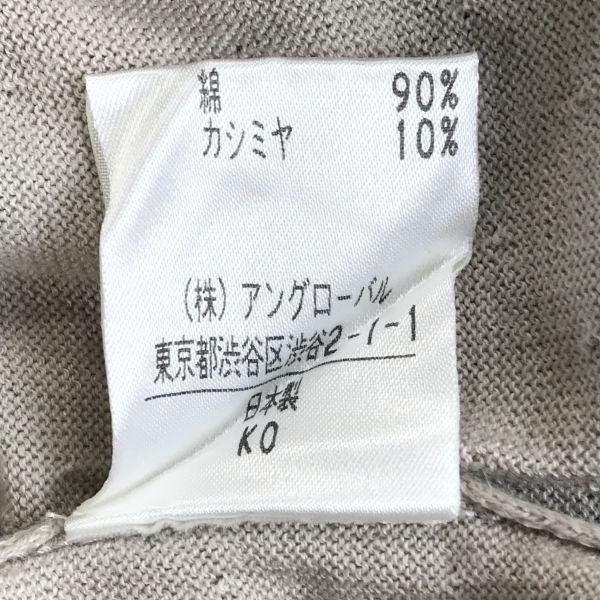 綿 90%
カシミヤ 10%
(株)アングローバル
東京都渋谷区渋谷2-1-1
日本製
KO